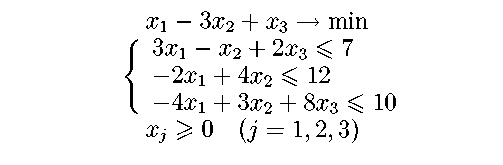 x₁ − 3x₂ + x₃ → min
3x₁ − x₂ + 2x₃ ⩽ 7
−2x₁ + 4x₂ ⩽ 12
−4x₁ + 3x₂ + 8x₃ ⩽ 10
xⱼ ⩾ 0 (j = 1, 2, 3)